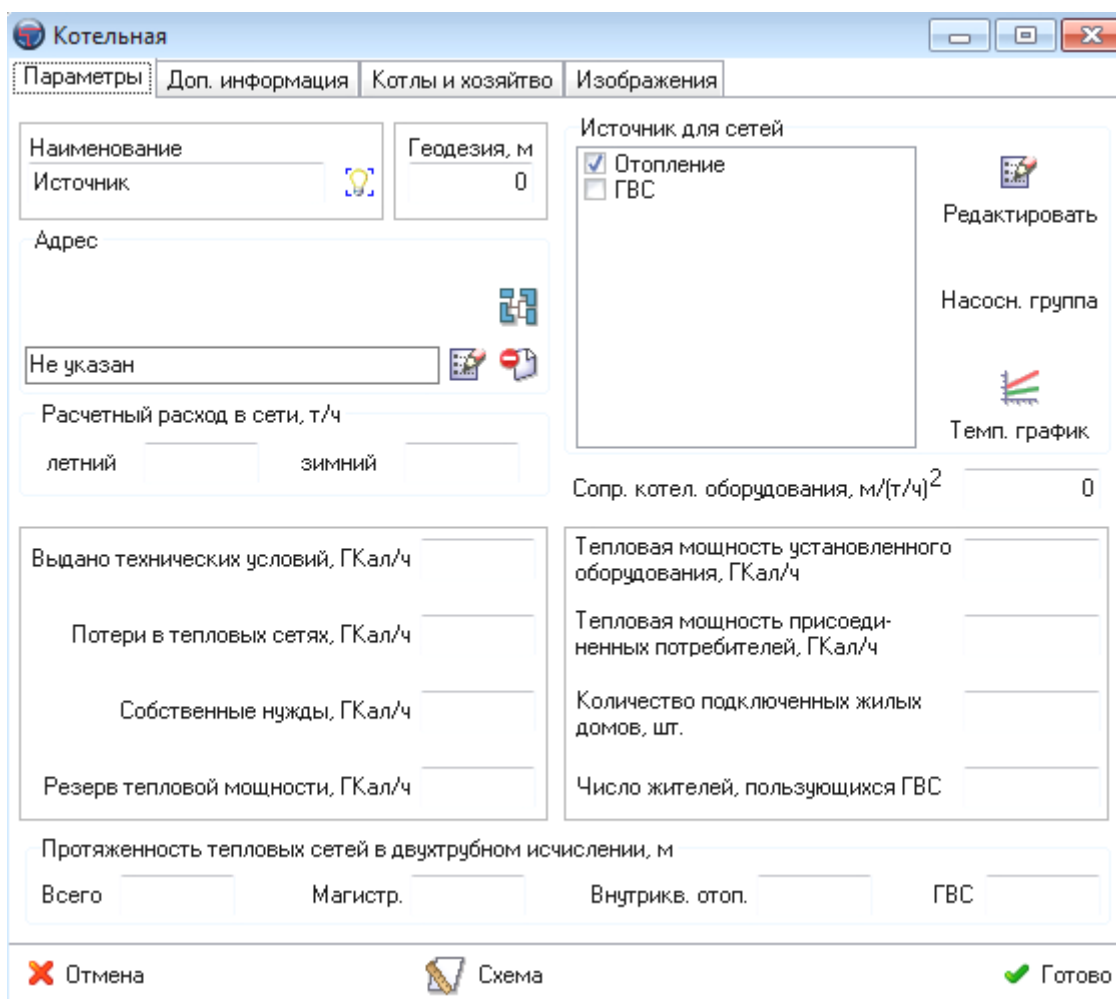 Котельная
Параметры Доп. информация Котлы и хозяйтво Изображения
Наименование
Источник
Геодезия, м
0
Источник для сетей
Отопление
ГВС
Редактировать
Насосн. группа
Темп. график
Адрес
Не указан
Расчетный расход в сети, т/ч
летний зимний
Сопр. котел. оборудования, м/(т/ч)2 0
Выдано технических условий, ГКал/ч
Потери в тепловых сетях, ГКал/ч
Собственные нужды, ГКал/ч
Резерв тепловой мощности, ГКал/ч
Тепловая мощность установленного
оборудования, ГКал/ч
Тепловая мощность присоеди-
ненных потребителей, ГКал/ч
Количество подключенных жилых
домов, шт.
Число жителей, пользующихся ГВС
Протяженность тепловых сетей в двухтрубном исчислении, м
Всего Магистр. Внутрикв. отоп. ГВС
Отмена Схема Готово